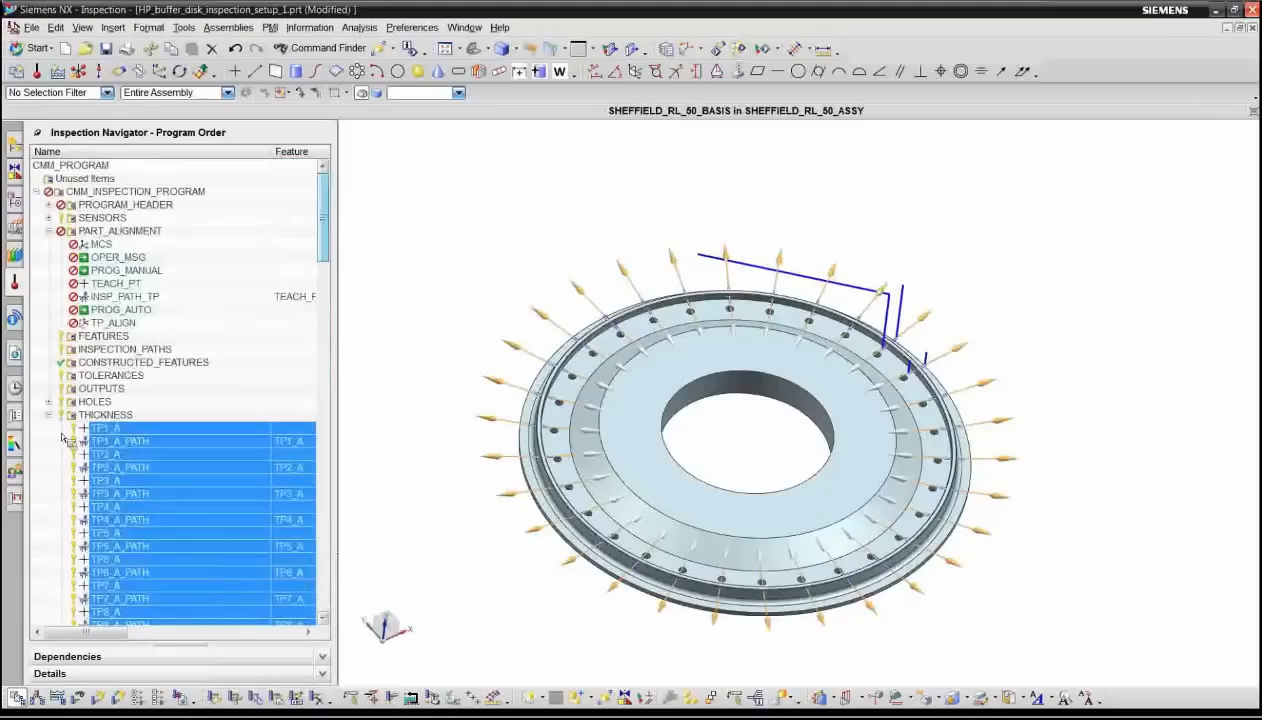 Siemens NX - Inspection - [HP_buffer_disk_inspection_setup_1.prt (Modified) ]
SIEMENS
File Edit View Insert Format Tools Assemblies PMI Information Analysis Preferences Window Help
Start Command Finder
W
No Selection Filter Entire Assembly
SHEFFIELD_RL_50_BASIS in SHEFFIELD_RL_50_ASSY
Inspection Navigator - Program Order
Name Feature
CMM_PROGRAM
Unused Items
CMM_INSPECTION_PROGRAM
PROGRAM_HEADER
SENSORS
PART_ALIGNMENT
MCS
OPER_MSG
PROG_MANUAL
TEACH_PT
INSP_PATH_TP TEACH_F
PROG_AUTO
TP_ALIGN
FEATURES
INSPECTION_PATHS
CONSTRUCTED_FEATURES
TOLERANCES
OUTPUTS
HOLES
THICKNESS
TP1_A
TP1_A_PATH TP1_A
TP2_A
TP2_A_PATH TP2_A
TP3_A
TP3_A_PATH TP3_A
TP4_A
TP4_A_PATH TP4_A
TP5_A
TP5_A_PATH TP5_A
TP6_A
TP6_A_PATH TP6_A
TP7_A
TP7_A_PATH TP7_A
TP8_A
X
Dependencies
Details